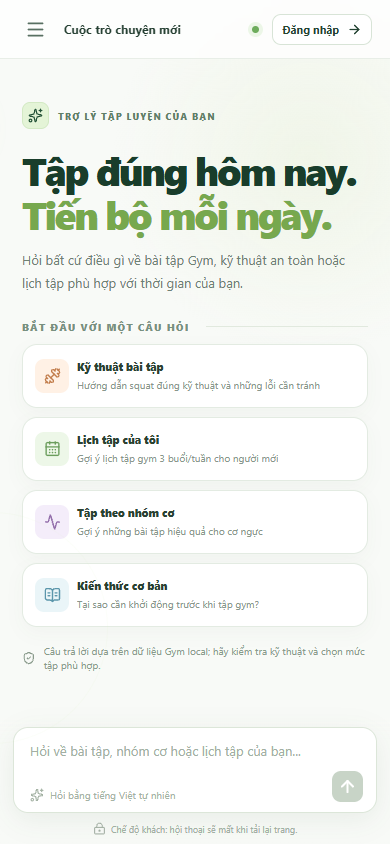 Cuộc trò chuyện mới
Đăng nhập
TRỢ LÝ TẬP LUYỆN CỦA BẠN
Tập đúng hôm nay.
Tiến bộ mỗi ngày.
Hỏi bất cứ điều gì về bài tập Gym, kỹ thuật an toàn hoặc
lịch tập phù hợp với thời gian của bạn.
BẮT ĐẦU VỚI MỘT CÂU HỎI
Kỹ thuật bài tập
Hướng dẫn squat đúng kỹ thuật và những lỗi cần tránh
Lịch tập của tôi
Gợi ý lịch tập gym 3 buổi/tuần cho người mới
Tập theo nhóm cơ
Gợi ý những bài tập hiệu quả cho cơ ngực
Kiến thức cơ bản
Tại sao cần khởi động trước khi tập gym?
Câu trả lời dựa trên dữ liệu Gym local; hãy kiểm tra kỹ thuật và chọn mức
tập phù hợp.
Hỏi về bài tập, nhóm cơ hoặc lịch tập của bạn...
Hỏi bằng tiếng Việt tự nhiên
Chế độ khách: hội thoại sẽ mất khi tải lại trang.